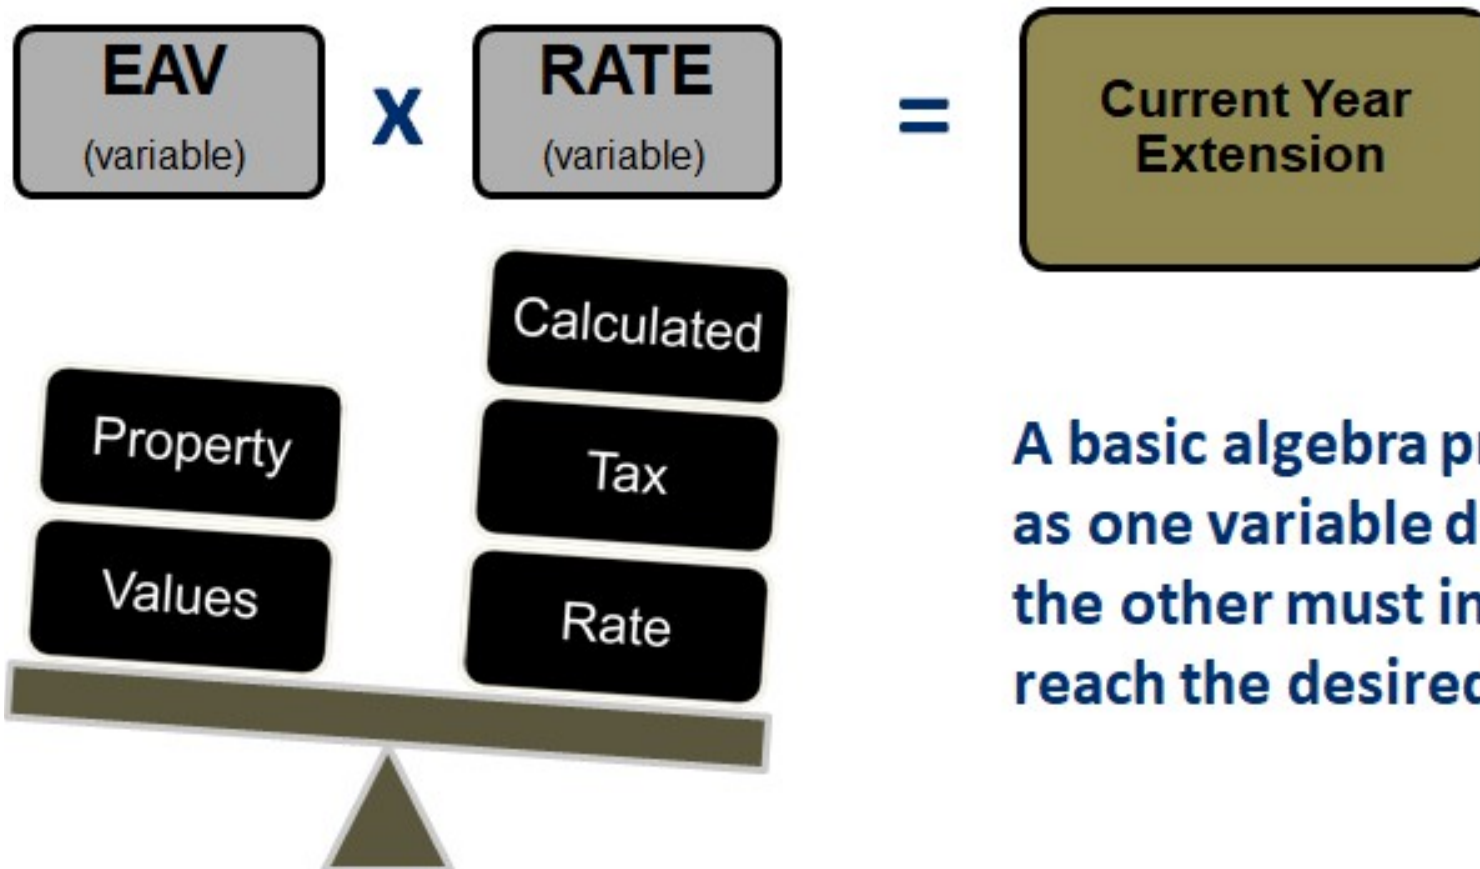 EAV
(variable)
X
RATE
(variable)
=
Current Year
Extension
Property
Values
Calculated
Tax
Rate
A basic algebra
as one variable
the other must
reach the